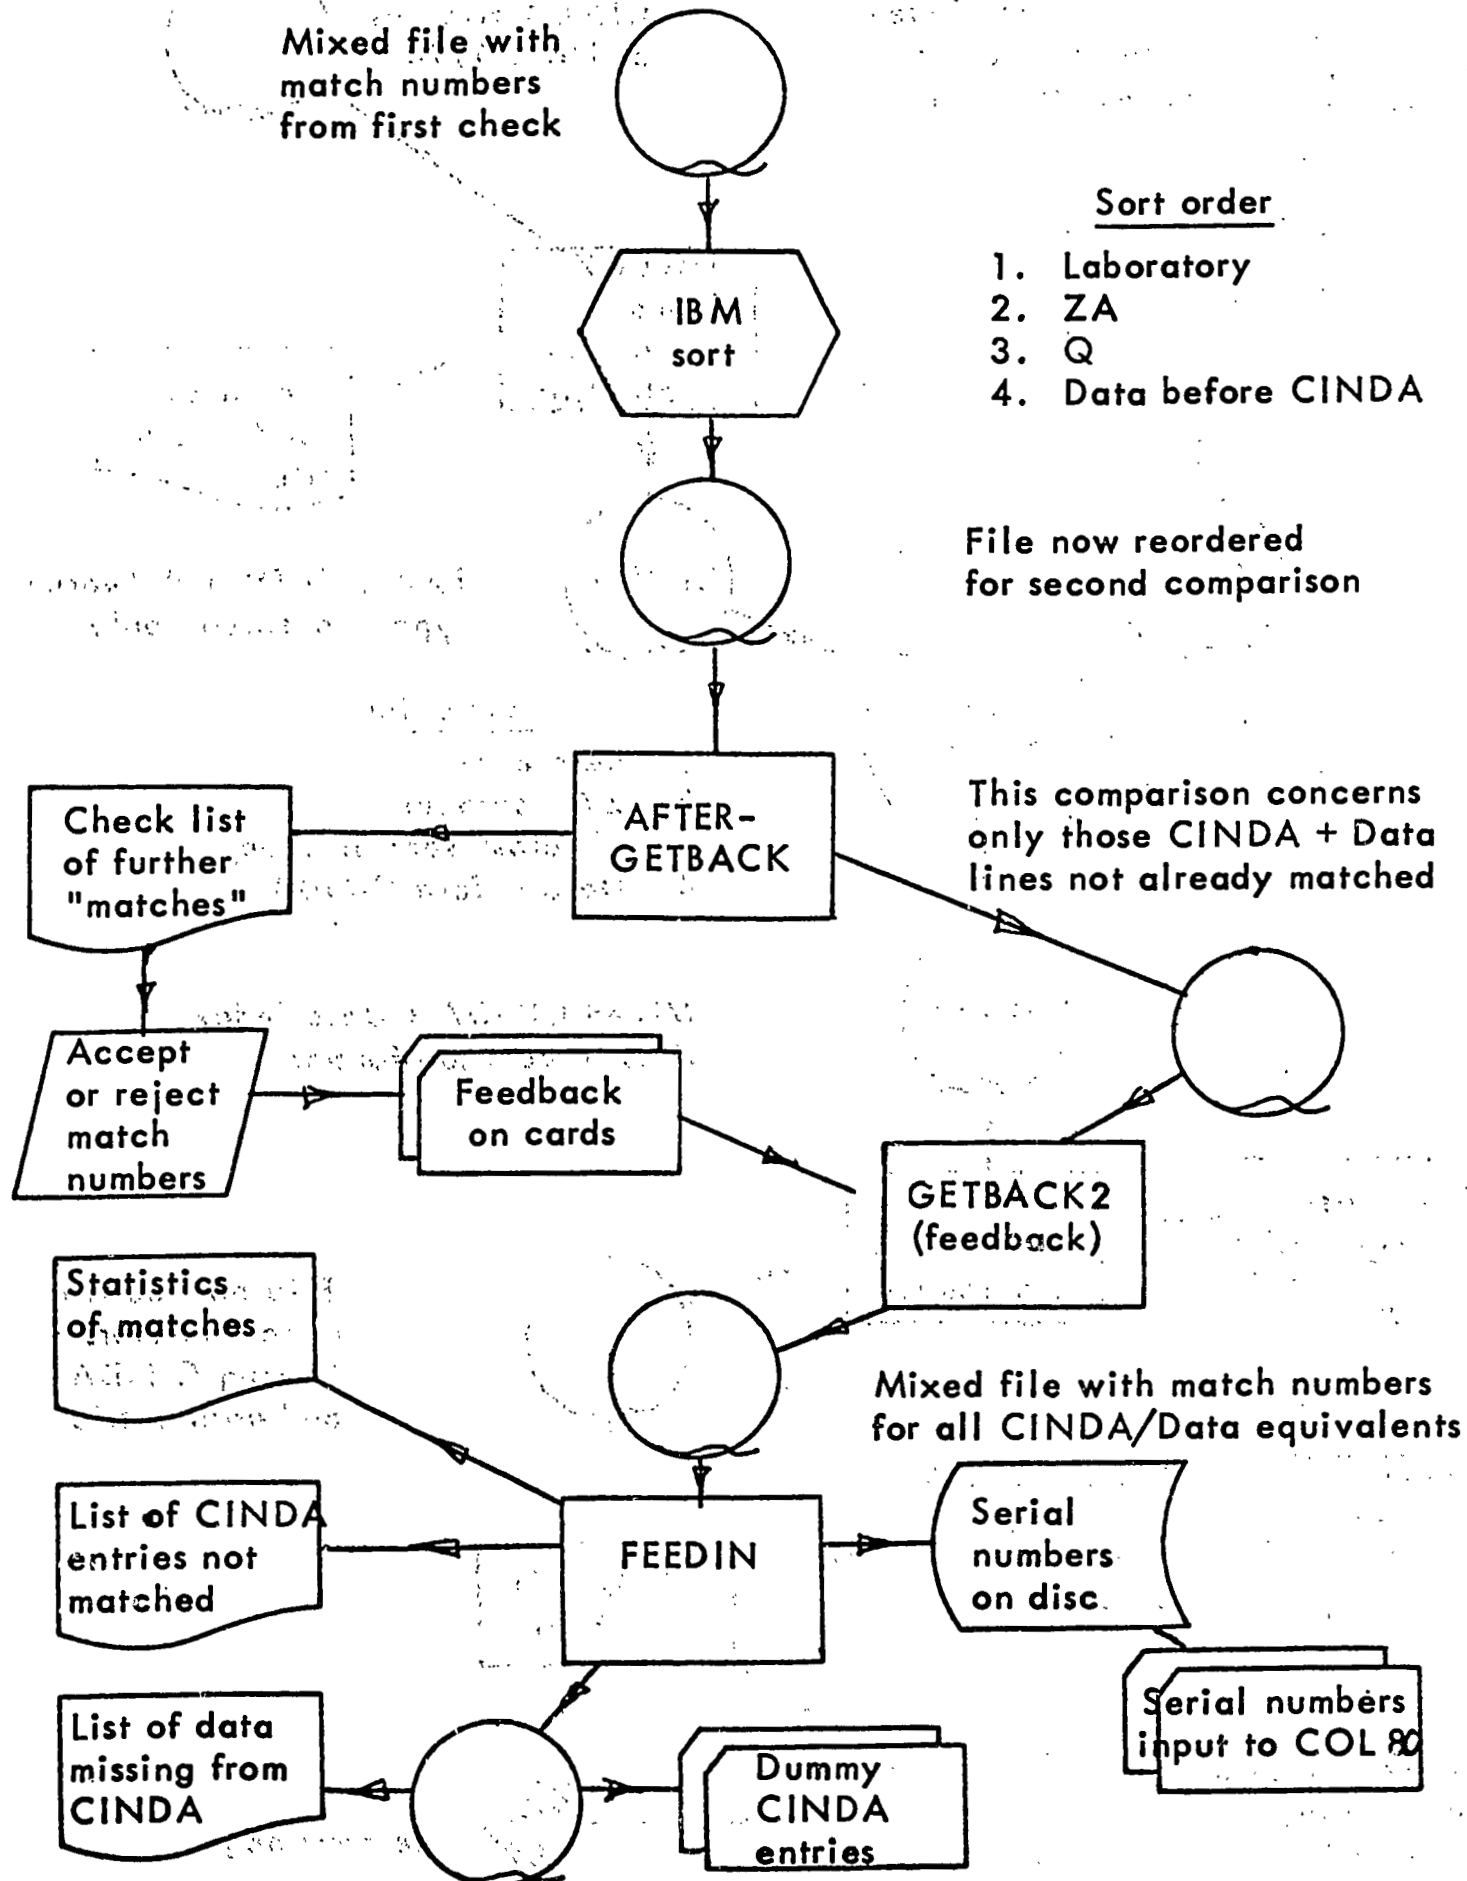 Mixed file with
match numbers
from first check
Sort order
1. Laboratory
2. ZA
3. Q
4. Data before CINDA
IBM
sort
File now reordered
for second comparison
AFTER-
GETBACK
Check list
of further
"matches"
This comparison concerns
only those CINDA + Data
lines not already matched
Accept
or reject
match
numbers
Feedback
on cards
GETBACK2
(feedback)
Statistics
of matches
Mixed file with match numbers
for all CINDA/Data equivalents
List of CINDA
entries not
matched
FEEDIN
Serial
numbers
on disc
Serial numbers
input to COL 80
List of data
missing from
CINDA
Dummy
CINDA
entries